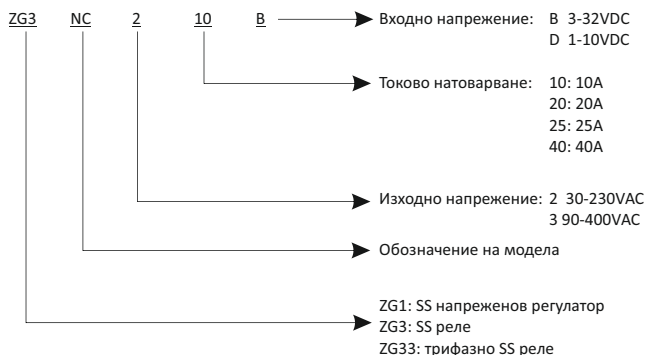 ZG3 NC 2 10 B Входно напрежение: B 3-32VDC
D 1-10VDC
Токово натоварване: 10: 10A
20: 20A
25: 25A
40: 40A
Изходно напрежение: 2 30-230VAC
3 90-400VAC
Обозначение на модела
ZG1: SS напреженов регулатор
ZG3: SS реле
ZG33: трифазно SS реле